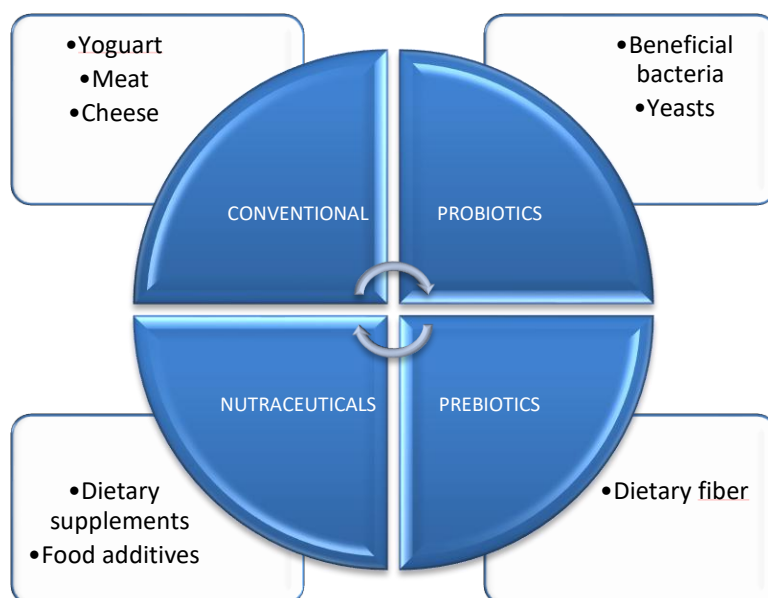 •Yoguart
•Meat
•Cheese
•Beneficial
bacteria
•Yeasts
CONVENTIONAL
PROBIOTICS
NUTRACEUTICALS
PREBIOTICS
•Dietary
supplements
•Food additives
•Dietary fiber